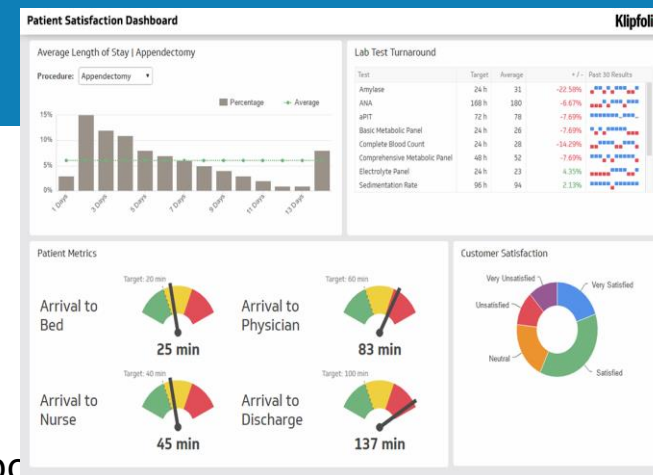 Patient Satisfaction Dashboard
Klipfoli
Average Length of Stay | Appendectomy
Procedure: Appendectomy
Percentage Average
15%
10%
5%
0%
1 Days 3 Days 5 Days 7 Days 9 Days 11 Days 13 Days
Lab Test Turnaround
Test Target Average +/- Past 30 Results
Amylase 24 h 31 -22.58%
ANA 168 h 180 -6.67%
aPIT 72 h 78 -7.69%
Basic Metabolic Panel 24 h 26 -7.69%
Complete Blood Count 24 h 28 -14.29%
Comprehensive Metabolic Panel 48 h 52 -7.69%
Electrolyte Panel 24 h 23 4.35%
Sedimentation Rate 96 h 94 2.13%
Patient Metrics
Target: 20 min
Arrival to
Bed
25 min
Target: 60 min
Arrival to
Physician
83 min
Target: 40 min
Arrival to
Nurse
45 min
Target: 100 min
Arrival to
Discharge
137 min
Customer Satisfaction
Very Unsatisfied
Very Satisfied
Unsatisfied
Neutral
Satisfied